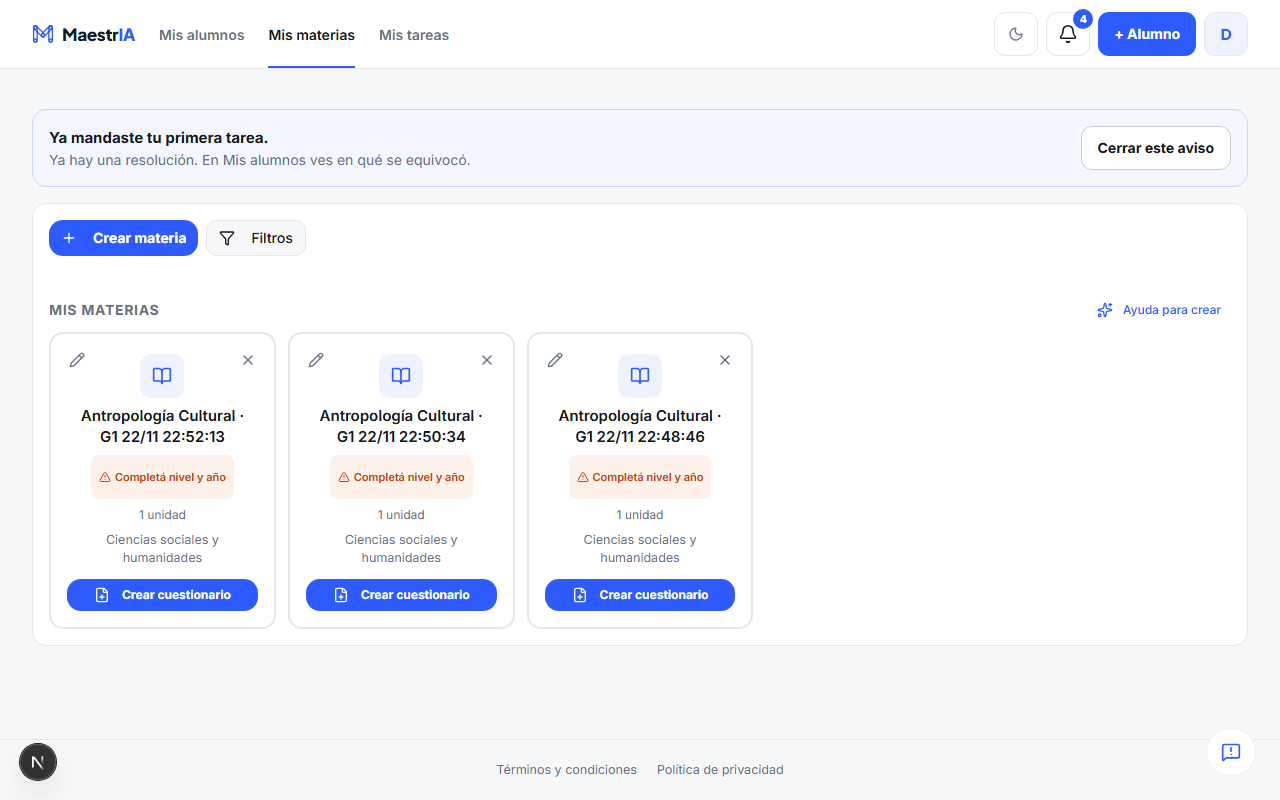 MaestrIA
Mis alumnos
Mis materias
Mis tareas
4
+ Alumno
D
Ya mandaste tu primera tarea.
Ya hay una resolución. En Mis alumnos ves en qué se equivocó.
Cerrar este aviso
Crear materia
Filtros
MIS MATERIAS
Ayuda para crear
Antropología Cultural ·
G1 22/11 22:52:13
Completá nivel y año
1 unidad
Ciencias sociales y
humanidades
Crear cuestionario
Antropología Cultural ·
G1 22/11 22:50:34
Completá nivel y año
1 unidad
Ciencias sociales y
humanidades
Crear cuestionario
Antropología Cultural ·
G1 22/11 22:48:46
Completá nivel y año
1 unidad
Ciencias sociales y
humanidades
Crear cuestionario
N
Términos y condiciones
Política de privacidad